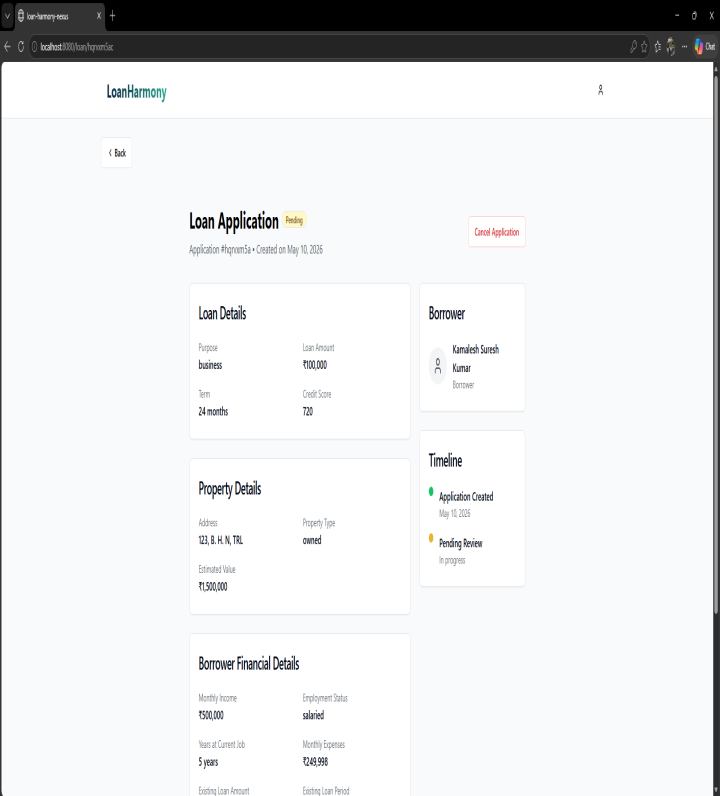 loan-harmony-nexus
localhost:8080/loan/hqrvxm5ac
Chat
LoanHarmony
Back
Loan Application Pending
Cancel Application
Application #hqrvxm5a • Created on May 10, 2026
Loan Details
Purpose Loan Amount
business ₹100,000
Term Credit Score
24 months 720
Borrower
Kamalesh Suresh
Kumar
Borrower
Property Details
Address Property Type
123, B. H. N, TRL owned
Estimated Value
₹1,500,000
Timeline
Application Created
May 10, 2026
Pending Review
In progress
Borrower Financial Details
Monthly Income Employment Status
₹500,000 salaried
Years at Current Job Monthly Expenses
5 years ₹249,998
Existing Loan Amount Existing Loan Period